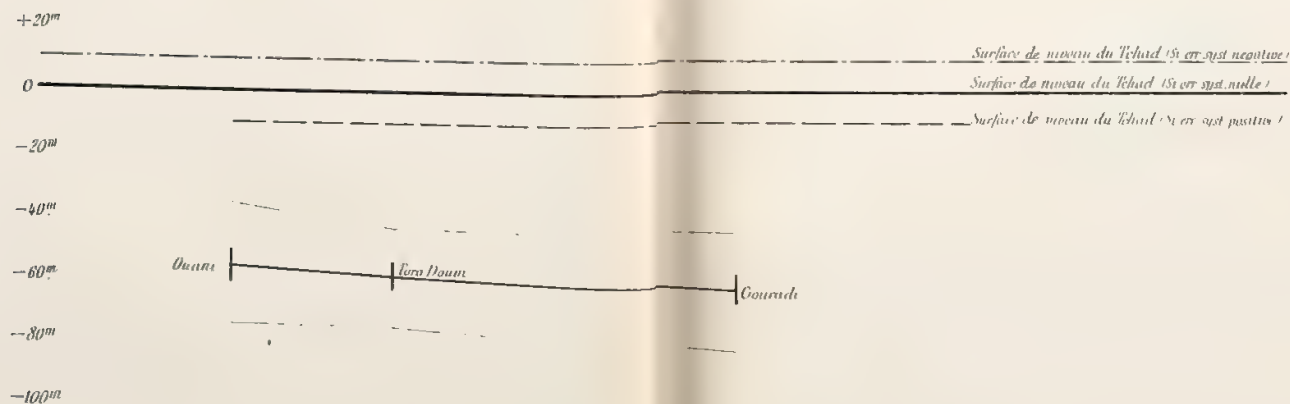 +20m
Surface de niveau du Tchad (Si err syst negative)
0
Surface de niveau du Tchad (Si err syst. nulle)
Surface de niveau du Tchad (Si err syst positive)
-20m
-40m
-60m
Toro Doum
Gouradi
-80m
-100m